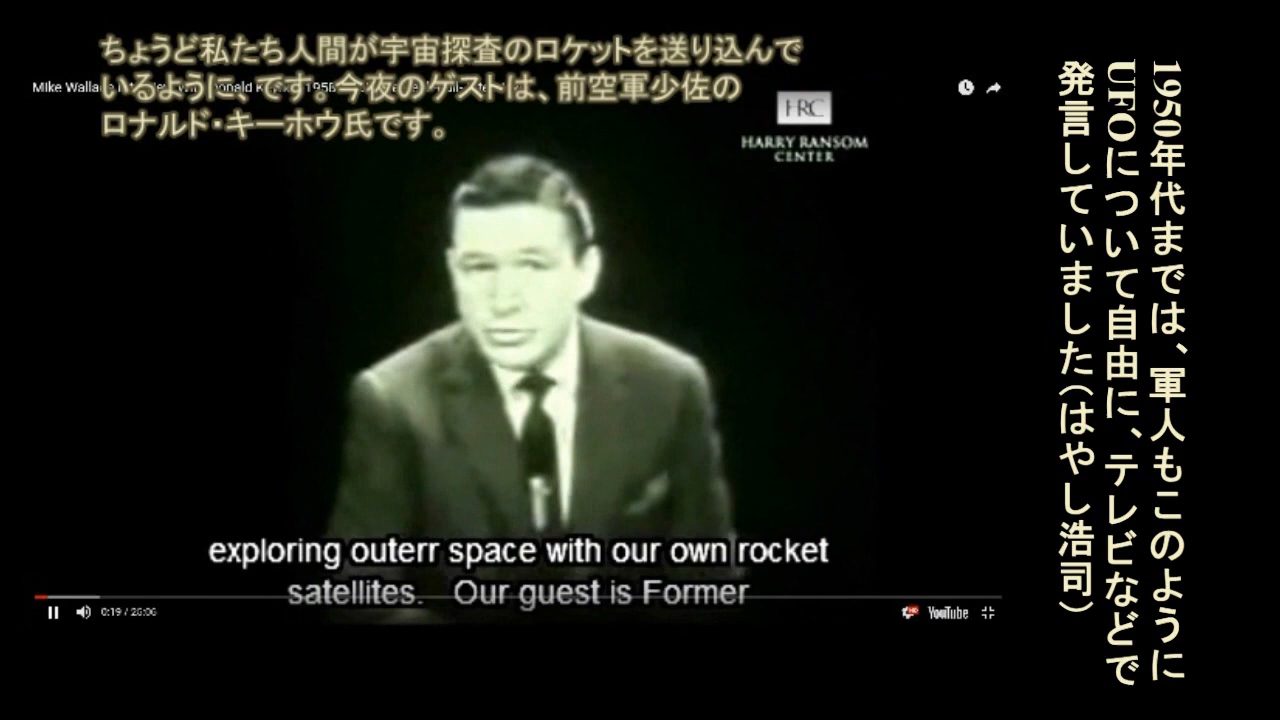 ちょうど私たち人間が宇宙探査のロケットを送り込んで
いるように、です。今夜のゲストは、前空軍少佐の
ロナルド・キーホウ氏です。
Mike Wallace
1958
HRC
HARRY RANSOM
CENTER
1950年代までは、軍人もこのように
UFOについて自由に、テレビなどで
発言していました(はやし浩司)
exploring outerr space with our own rocket
satellites. Our guest is Former
0:19 / 26:06
HD
YouTube